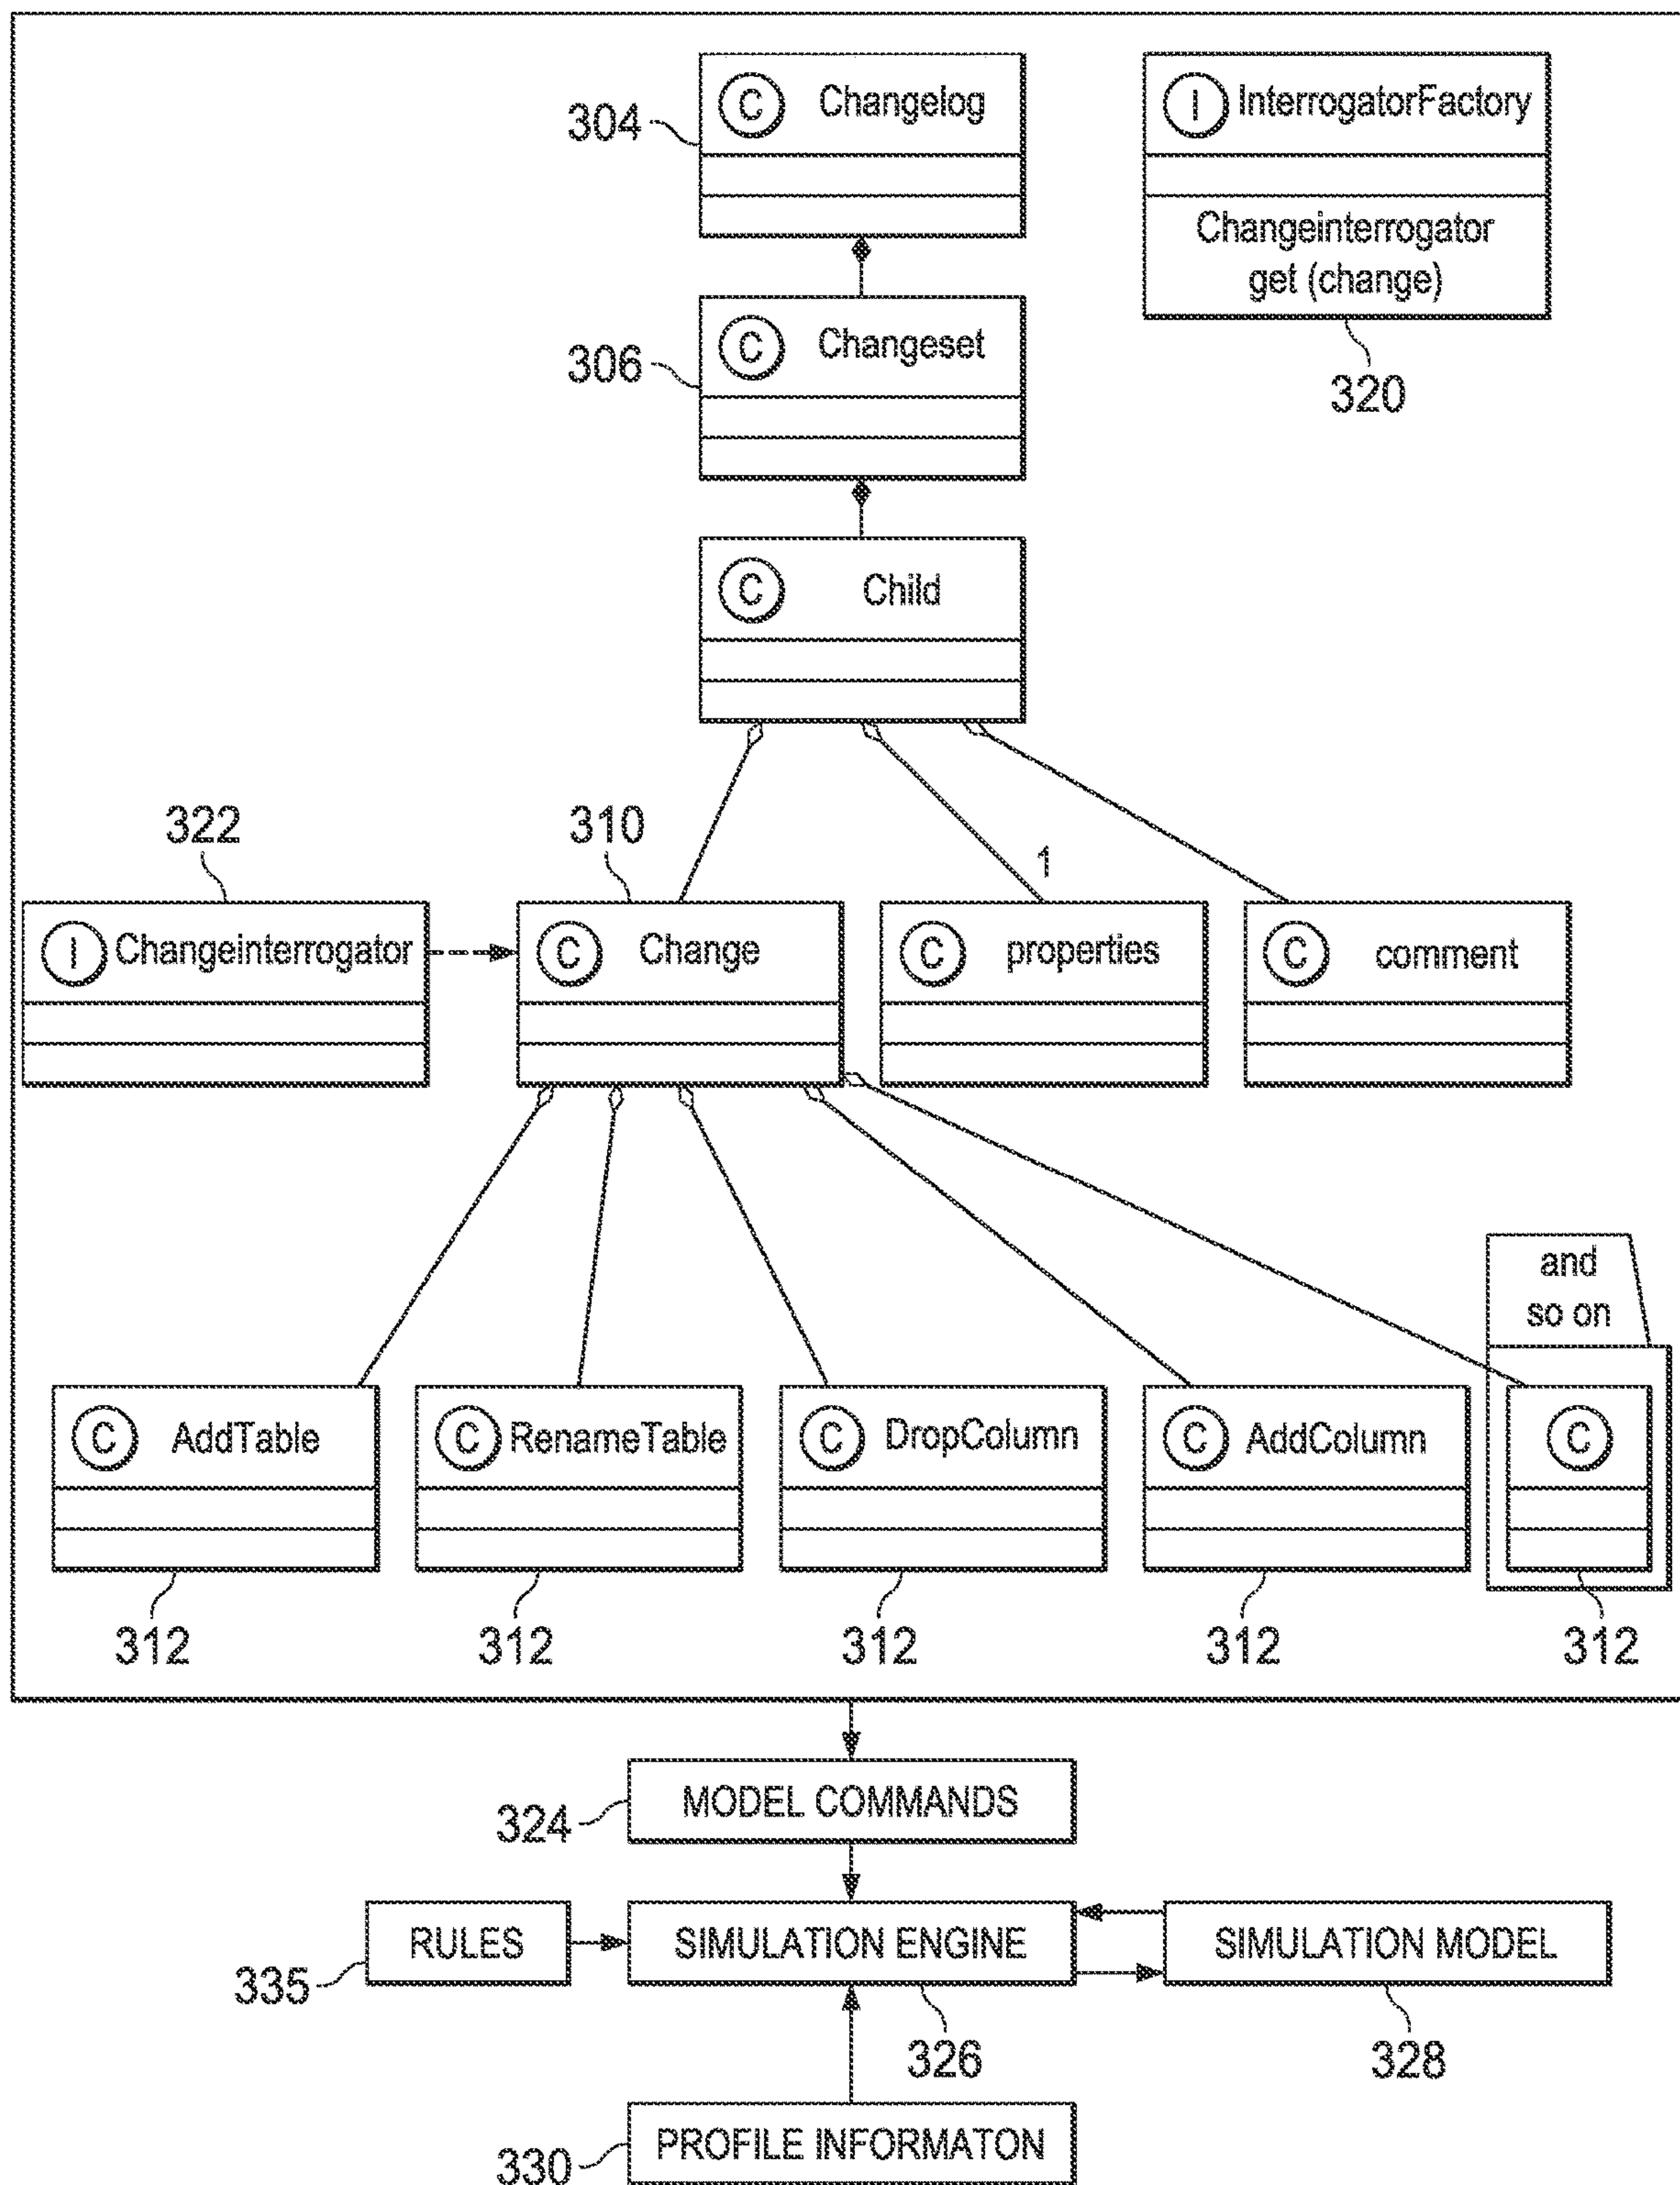 C Changelog
304
I InterrogatorFactory
Changeinterrogator
get (change)
320
C Changeset
306
C Child
1
322
310
I Changeinterrogator
C Change
C properties
C comment
and
so on
C AddTable
C RenameTable
C DropColumn
C AddColumn
C
312
312
312
312
312
MODEL COMMANDS
324
RULES
335
SIMULATION ENGINE
326
SIMULATION MODEL
328
PROFILE INFORMATON
330